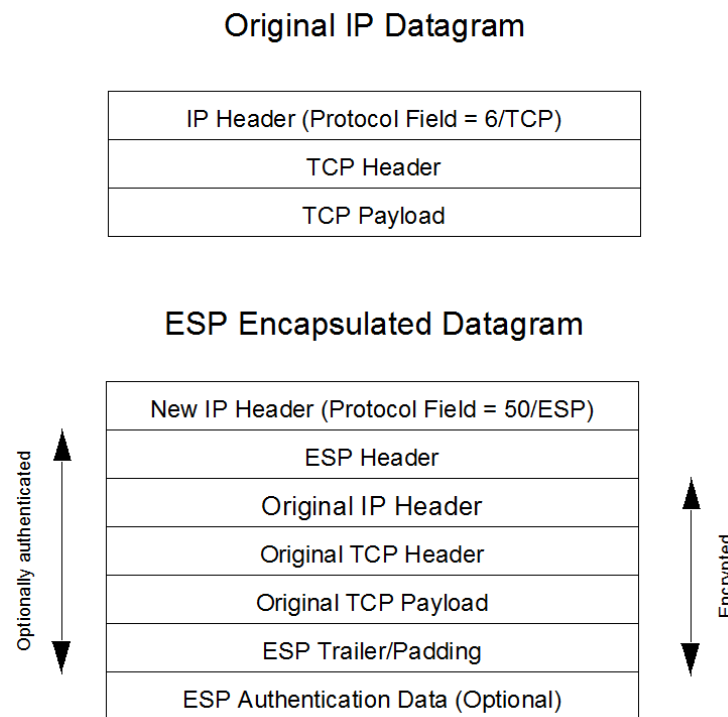 Original IP Datagram
IP Header (Protocol Field = 6/TCP)
TCP Header
TCP Payload
ESP Encapsulated Datagram
New IP Header (Protocol Field = 50/ESP)
ESP Header
Original IP Header
Original TCP Header
Original TCP Payload
ESP Trailer/Padding
ESP Authentication Data (Optional)
Optionally authenticated
Encrypted